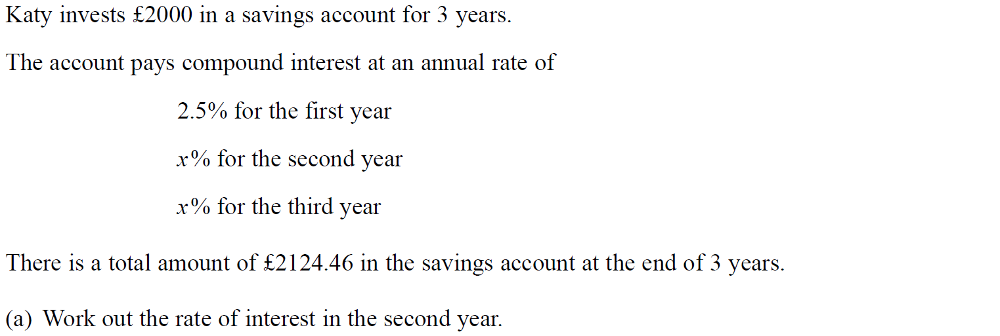 Katy invests £2000 in a savings account for 3 years.
The account pays compound interest at an annual rate of
2.5% for the first year
x% for the second year
x% for the third year
There is a total amount of £2124.46 in the savings account at the end of 3 years.
(a) Work out the rate of interest in the second year.